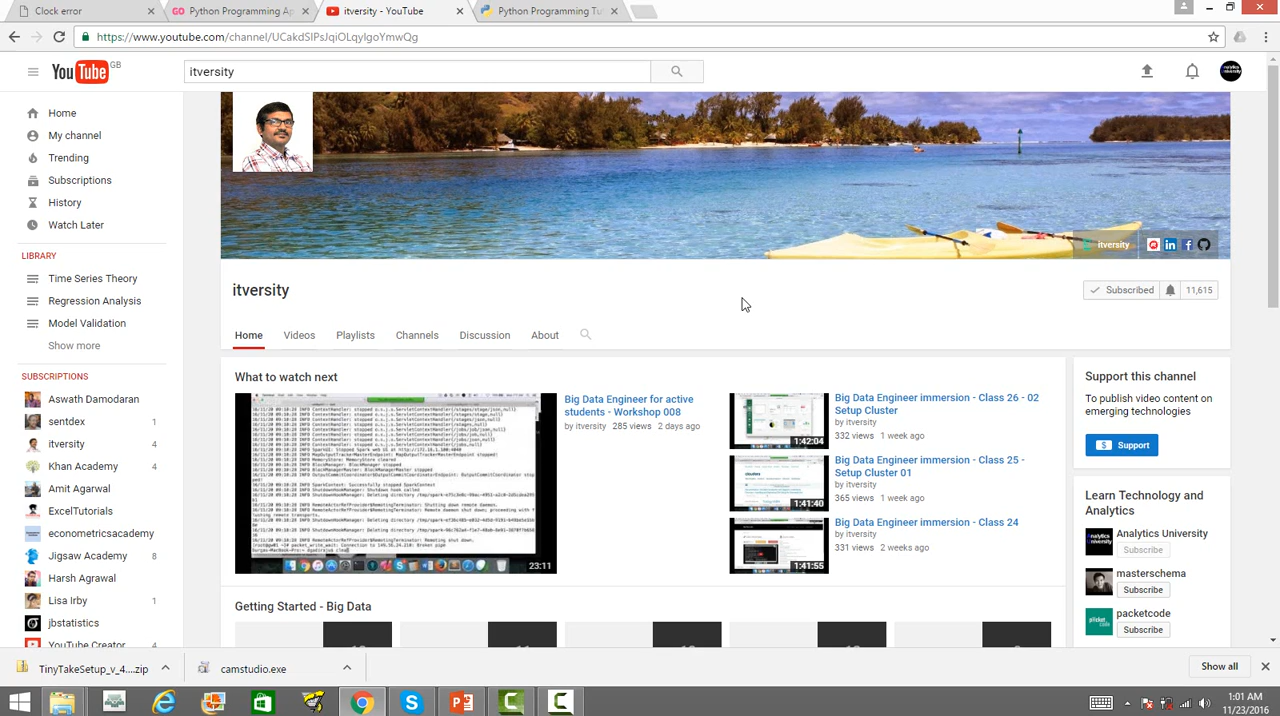 Clock error
Python Programming Ap
itversity - YouTube
Python Programming Tu
https://www.youtube.com/channel/UCakdSIPsJqiOLqylgoYmwQg
YouTube GB
itversity
Home
My channel
Trending
Subscriptions
History
Watch Later
LIBRARY
Time Series Theory
Regression Analysis
Model Validation
Show more
SUBSCRIPTIONS
Aswath Damodaran
sentdex
itversity 4
Khan Academy 4
ExcelTutorials
econometricsacademy
Jigsaw Academy 8
Lisa Irby 1
jbstatistics
YouTube Creator 4
itversity
itversity
Subscribed 11,615
Home
Videos
Playlists
Channels
Discussion
About
What to watch next
23:11
Big Data Engineer for active
students - Workshop 008
by itversity 285 views 2 days ago
1:42:04
Big Data Engineer immersion - Class 26 - 02
Setup Cluster
by itversity
332 views 1 week ago
1:41:40
Big Data Engineer immersion - Class 25 -
Setup Cluster 01
by itversity
365 views 1 week ago
1:41:55
Big Data Engineer immersion - Class 24
by itversity
331 views 2 weeks ago
Getting Started - Big Data
Support this channel
To publish video content on
emerging technologies.
$ Support
Learn Technology and
Analytics
Analytics University
Subscribe
masterschema
Subscribe
packetcode
Subscribe
TinyTakeSetup_v_4....zip
camstudio.exe
Show all
1:01 AM
11/23/2016